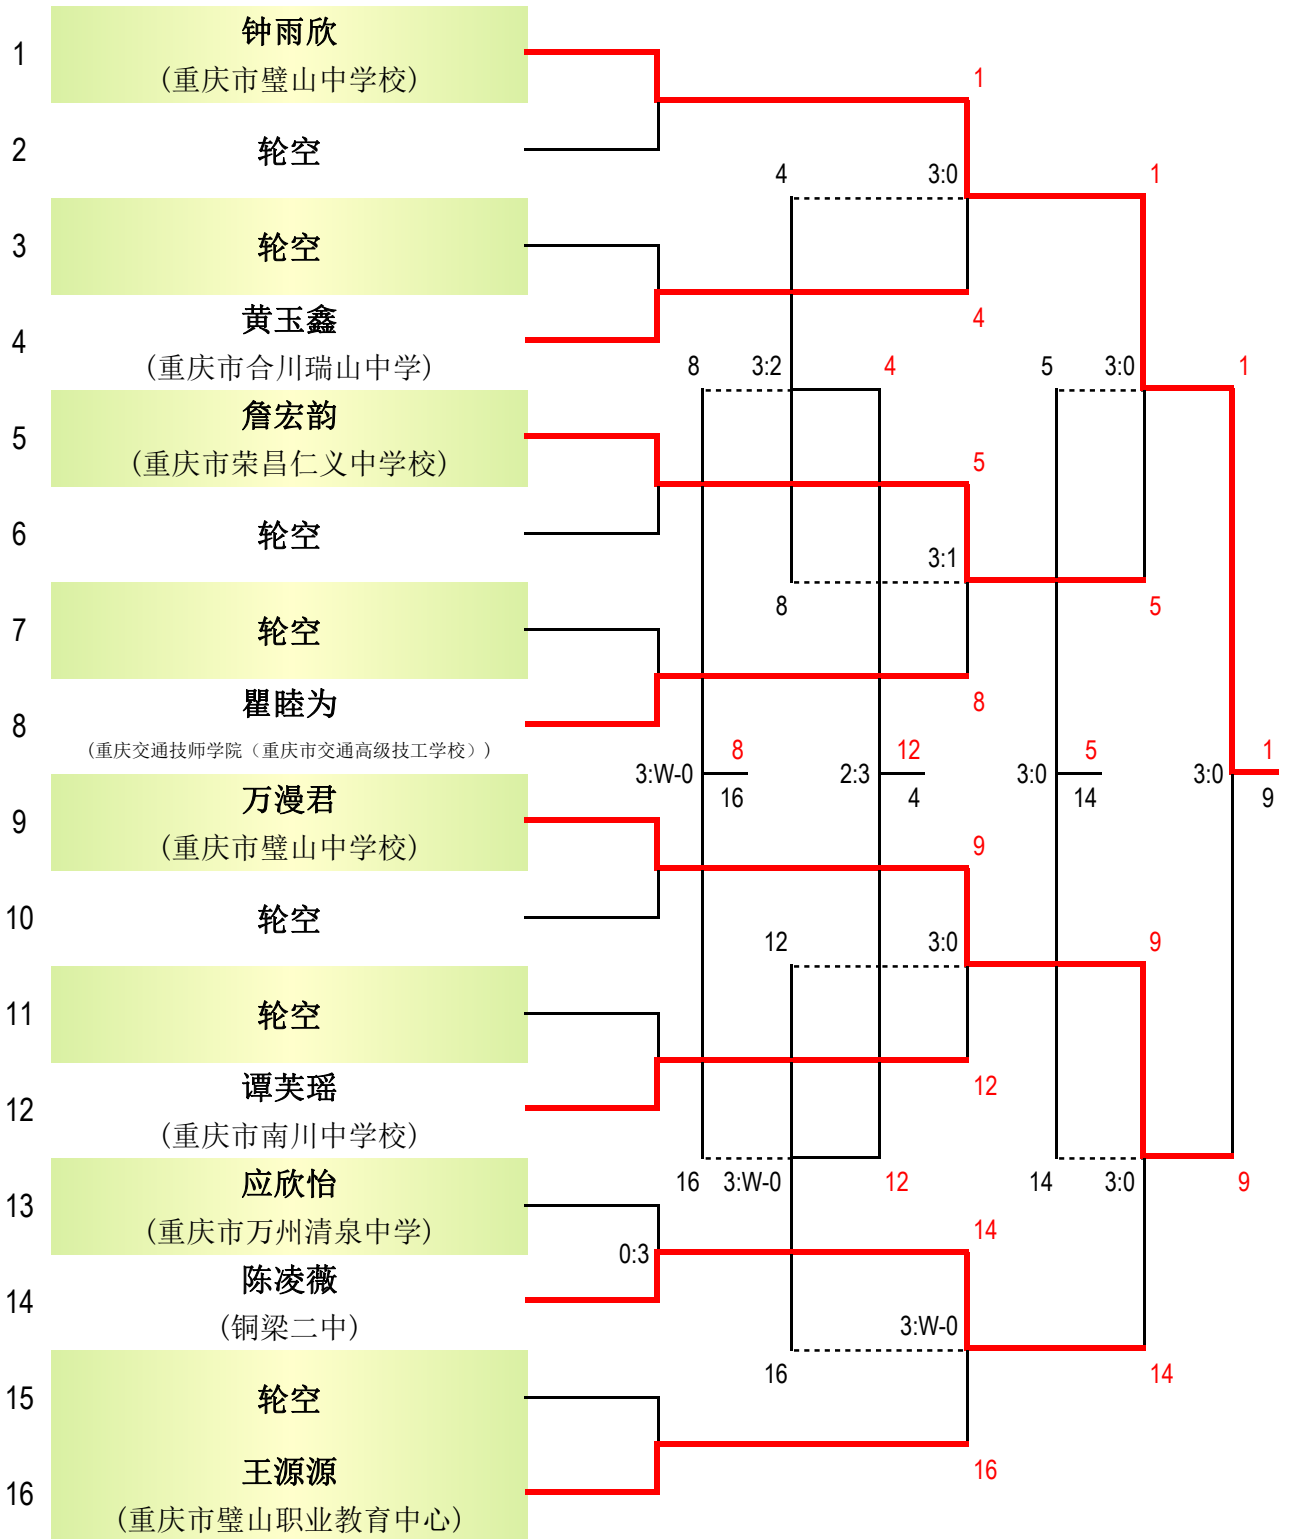 钟雨欣
1
(重庆市璧山中学校)
1
2
轮空
4
3:0
1
3
轮空
黄玉鑫
4
4
(重庆市合川瑞山中学)
8
3:2
4
5
3:0
1
詹宏韵
5
(重庆市荣昌仁义中学校)
5
6
轮空
3:1
8
5
7
轮空
瞿睦为
8
8
(重庆交通技师学院（重庆市交通高级技工学校）)
3:W-0
8
16
2:3
12
4
3:0
5
14
3:0
1
9
万漫君
9
(重庆市璧山中学校)
9
10
轮空
12
3:0
9
11
轮空
谭芙瑶
12
12
(重庆市南川中学校)
应欣怡
16
3:W-0
12
14
3:0
9
13
(重庆市万州清泉中学)
14
0:3
陈凌薇
14
(铜梁二中)
3:W-0
16
14
15
轮空
王源源
16
16
(重庆市璧山职业教育中心)